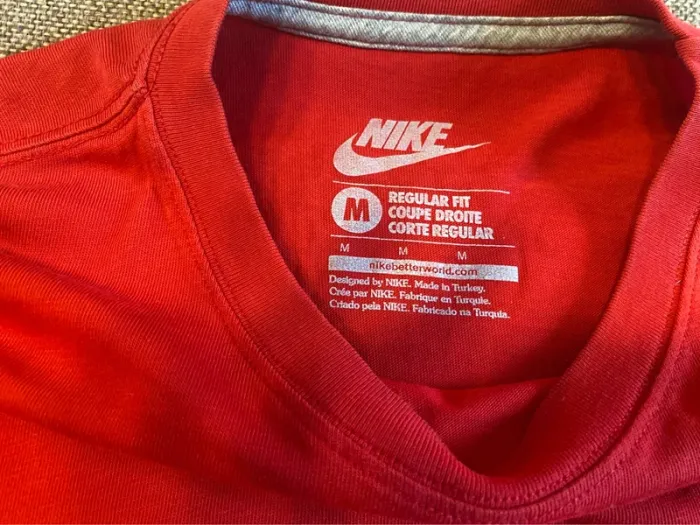 NIKE
M
REGULAR FIT
COUPE DROITE
CORTE REGULAR
M M M
nikebetterworld.com
Designed by NIKE. Made in Turkey.
Crée par NIKE. Fabrique en Turquie.
Criado pela NIKE. Fabricado na Turquia.